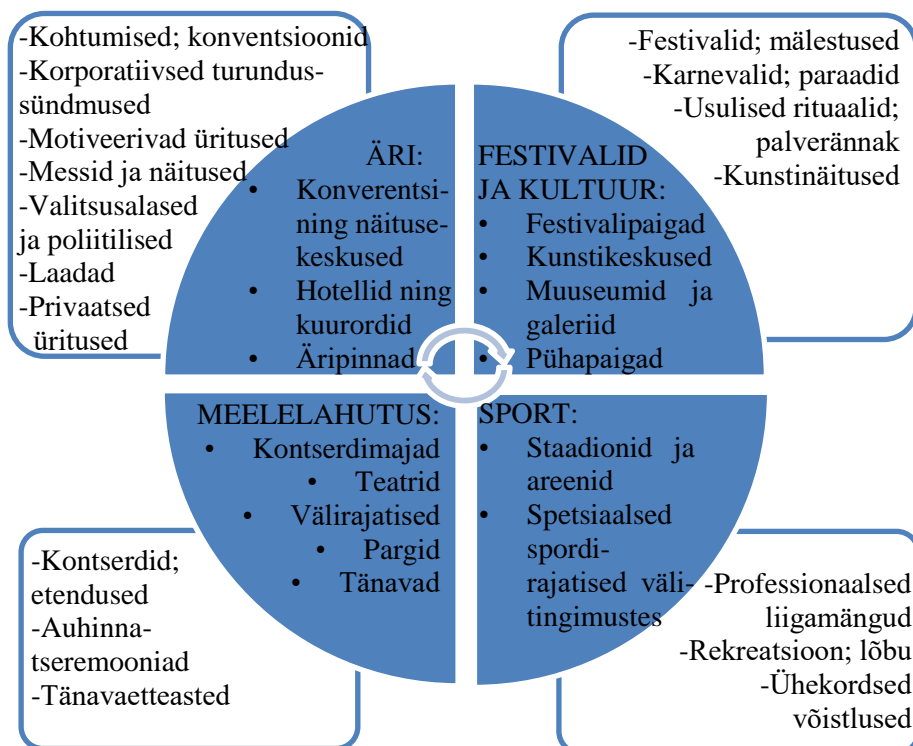 -Kohtumised; konventsioonid
-Korporatiivsed turundus-
sündmused
-Motiveerivad üritused
-Messid ja näitused
-Valitsusalased
ja poliitilised
-Laadad
-Privaatsed
üritused
ÄRI:
• Konverentsi-
ning näituse-
keskused
• Hotellid ning
kuurordid
• Äripinnad
FESTIVALID
JA KULTUUR:
• Festivalipaigad
• Kunstikeskused
• Muuseumid ja
galeriid
• Pühapaigad
-Festivalid; mälestused
-Karnevalid; paraadid
-Usulised rituaalid;
palverännak
-Kunstinäitused
MEELELAHUTUS:
• Kontserdimajad
• Teatrid
• Välirajatised
• Pargid
• Tänavad
-Kontserdid;
etendused
-Auhinna-
tseremooniad
-Tänavaetteasted
SPORT:
• Staadionid ja
areenid
• Spetsiaalsed
spordi-
rajatised väli-
tingimustes
-Professionaalsed
liigamängud
-Rekreatsioon; lõbu
-Ühekordsed
võistlused